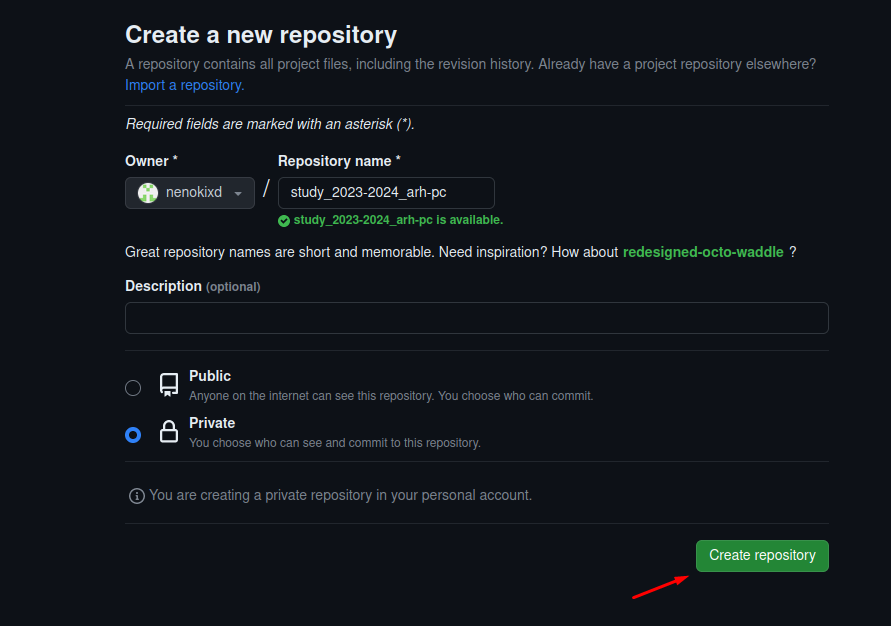 Create a new repository
A repository contains all project files, including the revision history. Already have a project repository elsewhere?
Import a repository.
Required fields are marked with an asterisk (*).
Owner * Repository name *
nenokixd / study_2023-2024_arh-pc
study_2023-2024_arh-pc is available.
Great repository names are short and memorable. Need inspiration? How about redesigned-octo-waddle ?
Description (optional)
Public
Anyone on the internet can see this repository. You choose who can commit.
Private
You choose who can see and commit to this repository.
You are creating a private repository in your personal account.
Create repository